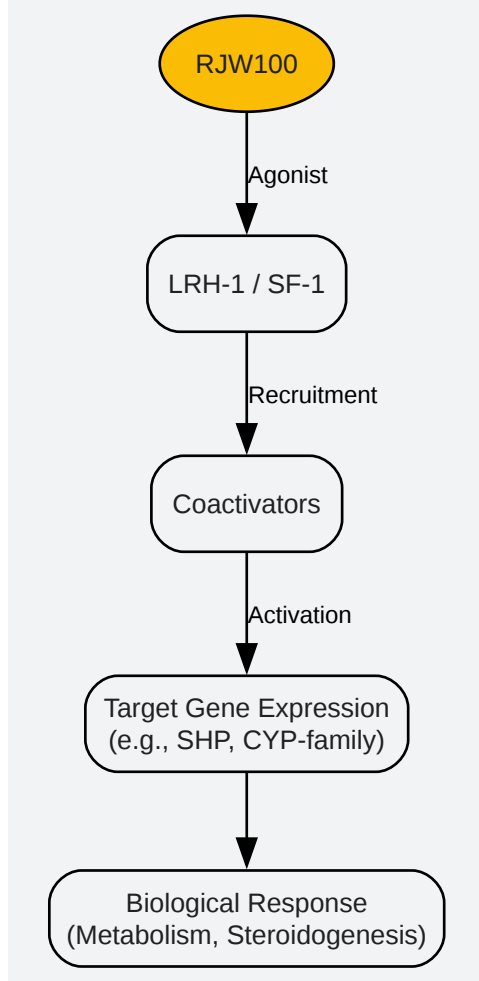 RJW100
Agonist
LRH-1 / SF-1
Recruitment
Coactivators
Activation
Target Gene Expression
(e.g., SHP, CYP-family)
Biological Response
(Metabolism, Steroidogenesis)